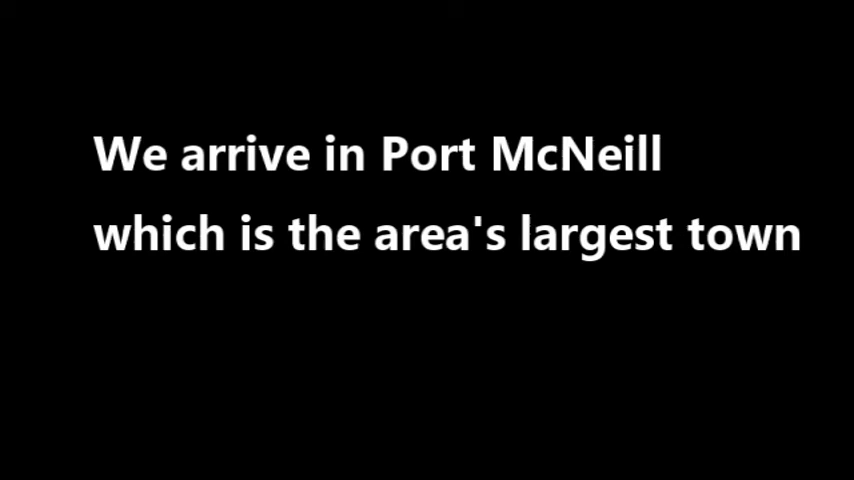 We arrive in Port McNeill
which is the area's largest town